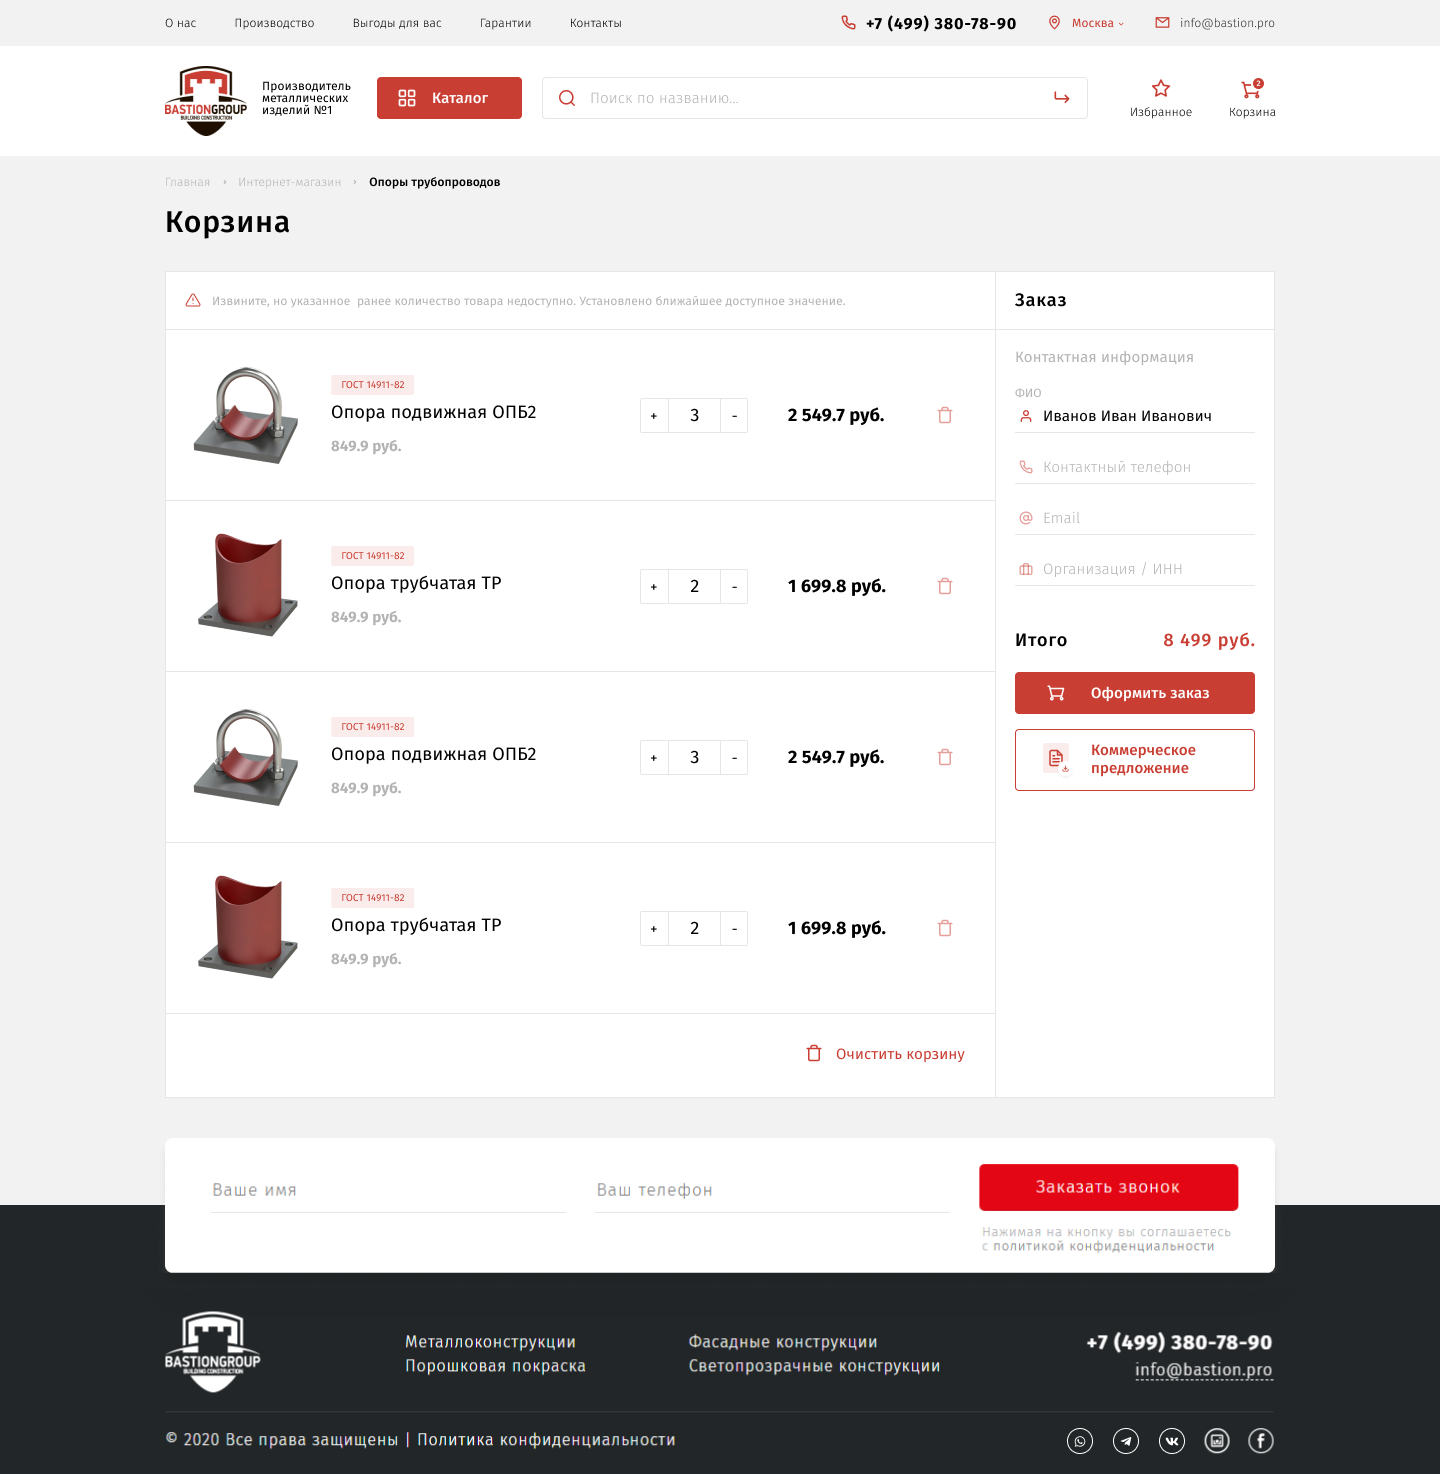 О нас
Производство
Выгоды для вас
Гарантии
Контакты
+7 (499) 380-78-90
Москва
info@bastion.pro
BASTIONGROUP
BUILDING CONSTRUCTION
Производитель
металлических
изделий №1
Каталог
Поиск по названию...
Избранное
2
Корзина
Главная
Интернет-магазин
Опоры трубопроводов
Корзина
Извините, но указанное  ранее количество товара недоступно. Установлено ближайшее доступное значение.
ГОСТ 14911-82
Опора подвижная ОПБ2
849.9 руб.
+ 3 -
2 549.7 руб.
ГОСТ 14911-82
Опора трубчатая ТР
849.9 руб.
+ 2 -
1 699.8 руб.
ГОСТ 14911-82
Опора подвижная ОПБ2
849.9 руб.
+ 3 -
2 549.7 руб.
ГОСТ 14911-82
Опора трубчатая ТР
849.9 руб.
+ 2 -
1 699.8 руб.
Очистить корзину
Заказ
Контактная информация
ФИО
Иванов Иван Иванович
Контактный телефон
Email
Организация / ИНН
Итого
8 499 руб.
Оформить заказ
Коммерческое
предложение
Ваше имя
Ваш телефон
Заказать звонок
Нажимая на кнопку вы соглашаетесь
с политикой конфиденциальности
BASTIONGROUP
BUILDING CONSTRUCTION
Металлоконструкции
Порошковая покраска
Фасадные конструкции
Светопрозрачные конструкции
+7 (499) 380-78-90
info@bastion.pro
© 2020 Все права защищены | Политика конфиденциальности